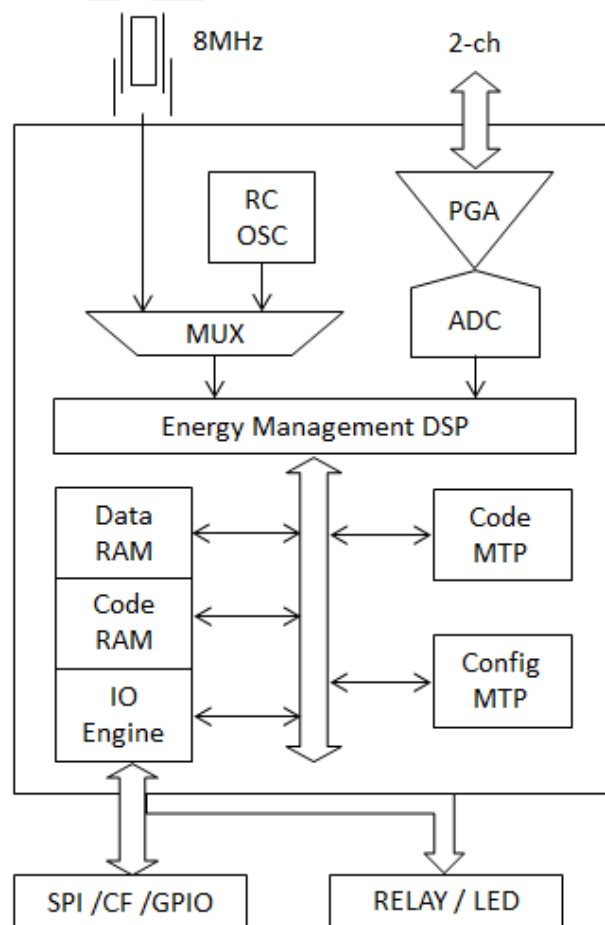 8MHz
2-ch
RC
OSC
PGA
MUX
ADC
Energy Management DSP
Data
RAM
Code
MTP
Code
RAM
Config
MTP
IO
Engine
SPI /CF /GPIO
RELAY / LED